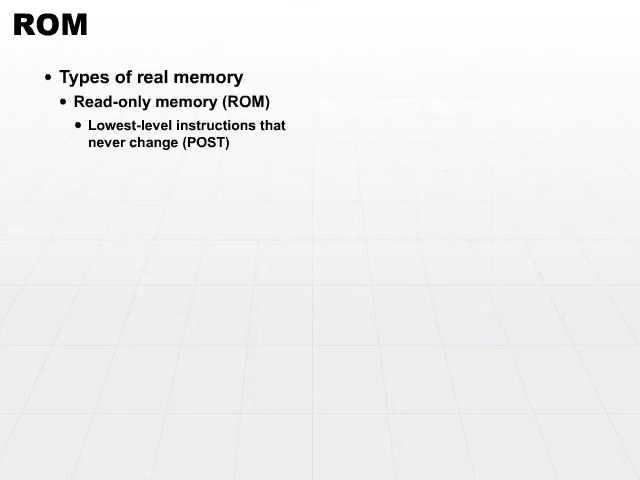 ROM
• Types of real memory
• Read-only memory (ROM)
• Lowest-level instructions that
never change (POST)